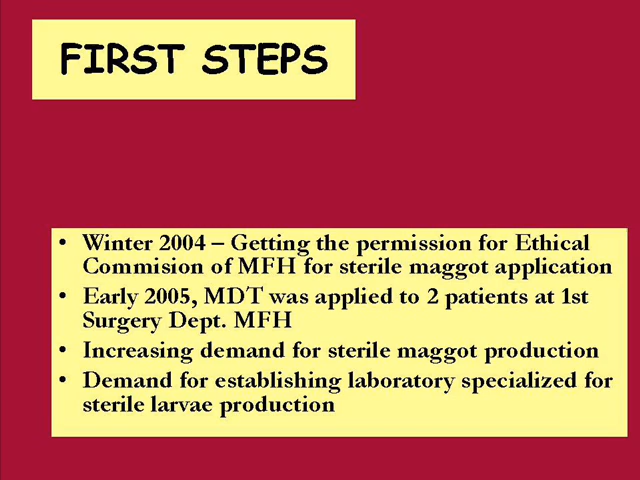 FIRST STEPS
• Winter 2004 – Getting the permission for Ethical
Commision of MFH for sterile maggot application
• Early 2005, MDT was applied to 2 patients at 1st
Surgery Dept. MFH
• Increasing demand for sterile maggot production
• Demand for establishing laboratory specialized for
sterile larvae production